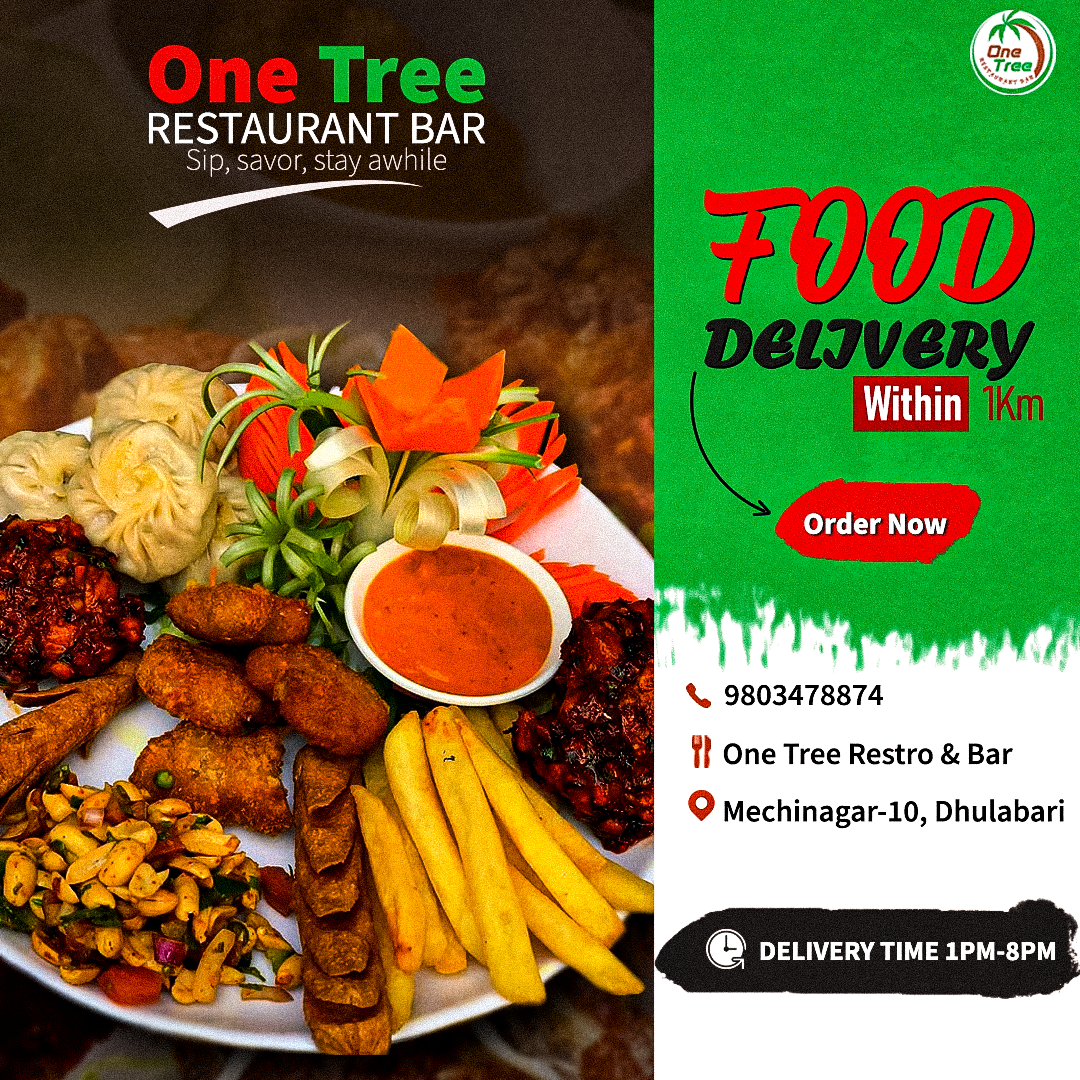 One Tree
RESTAURANT BAR
Sip, savor, stay awhile
One
Tree
RESTAURANT BAR
FOOD
DELIVERY
Within 1Km
Order Now
9803478874
One Tree Restro & Bar
Mechinagar-10, Dhulabari
DELIVERY TIME 1PM-8PM